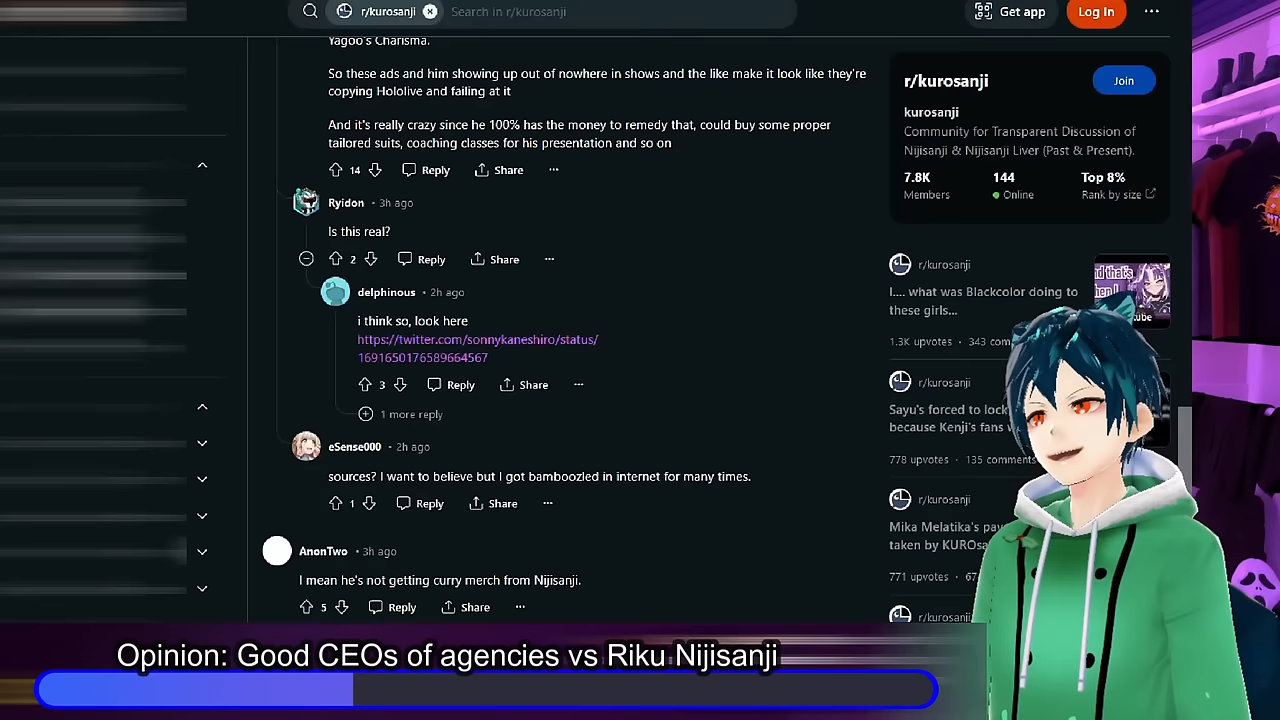 r/kurosanji
Search in r/kurosanji
Get app
Log In
Yagoo's Charisma.
So these ads and him showing up out of nowhere in shows and the like make it look like they're
copying Hololive and failing at it
And it's really crazy since he 100% has the money to remedy that, could buy some proper
tailored suits, coaching classes for his presentation and so on
14 Reply Share
Ryidon • 3h ago
Is this real?
2 Reply Share
delphinous • 2h ago
i think so, look here
https://twitter.com/sonnykaneshiro/status/
1691650176589664567
3 Reply Share
1 more reply
eSense000 • 2h ago
sources? I want to believe but I got bamboozled in internet for many times.
1 Reply Share
AnonTwo • 3h ago
I mean he's not getting curry merch from Nijisanji.
5 Reply Share
r/kurosanji
Join
kurosanji
Community for Transparent Discussion of
Nijisanji & Nijisanji Liver (Past & Present).
7.8K 144 Top 8%
Members Online Rank by size
r/kurosanji
I.... what was Blackcolor doing to
these girls...
1.3K upvotes • 343 com
r/kurosanji
Sayu's forced to lock
because Kenji's fans
778 upvotes • 135 comments
r/kurosanji
Mika Melatika's
taken by KUROsa
771 upvotes • 67
r/kurosanji
Opinion: Good CEOs of agencies vs Riku Nijisanji